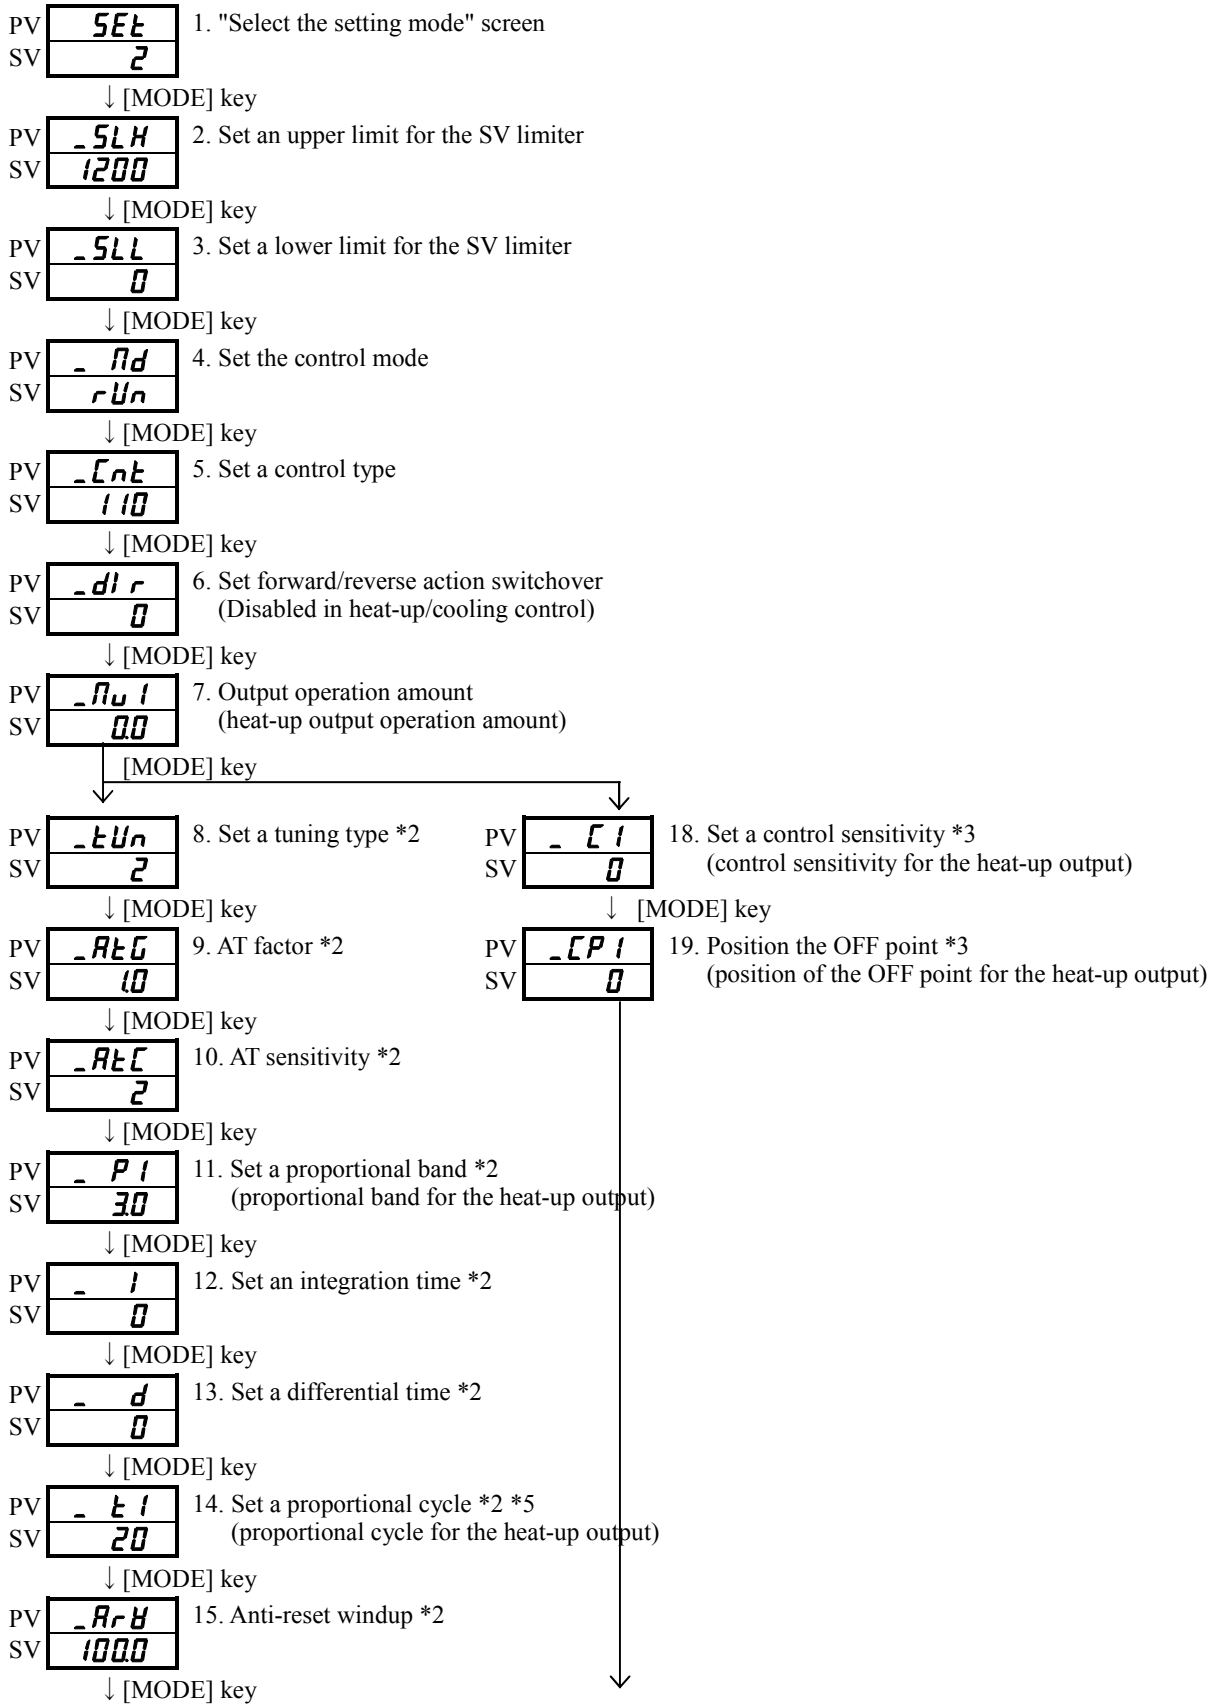 PV SEt 1. "Select the setting mode" screen
SV 2
↓ [MODE] key
PV _SLH 2. Set an upper limit for the SV limiter
SV 1200
↓ [MODE] key
PV _SLL 3. Set a lower limit for the SV limiter
SV 0
↓ [MODE] key
PV _ Md 4. Set the control mode
SV rUn
↓ [MODE] key
PV _Cnt 5. Set a control type
SV 110
↓ [MODE] key
PV _dIr 6. Set forward/reverse action switchover
SV 0 (Disabled in heat-up/cooling control)
↓ [MODE] key
PV _Mv1 7. Output operation amount
SV 0.0 (heat-up output operation amount)
[MODE] key
PV _tUn 8. Set a tuning type *2
SV 2
↓ [MODE] key
PV _AtG 9. AT factor *2
SV 1.0
↓ [MODE] key
PV _AtC 10. AT sensitivity *2
SV 2
↓ [MODE] key
PV _ P1 11. Set a proportional band *2
SV 3.0 (proportional band for the heat-up output)
↓ [MODE] key
PV _ I 12. Set an integration time *2
SV 0
↓ [MODE] key
PV _ d 13. Set a differential time *2
SV 0
↓ [MODE] key
PV _ t1 14. Set a proportional cycle *2 *5
SV 20 (proportional cycle for the heat-up output)
↓ [MODE] key
PV _ArW 15. Anti-reset windup *2
SV 100.0
↓ [MODE] key
PV _ C1 18. Set a control sensitivity *3
SV 0 (control sensitivity for the heat-up output)
↓ [MODE] key
PV _CP1 19. Position the OFF point *3
SV 0 (position of the OFF point for the heat-up output)